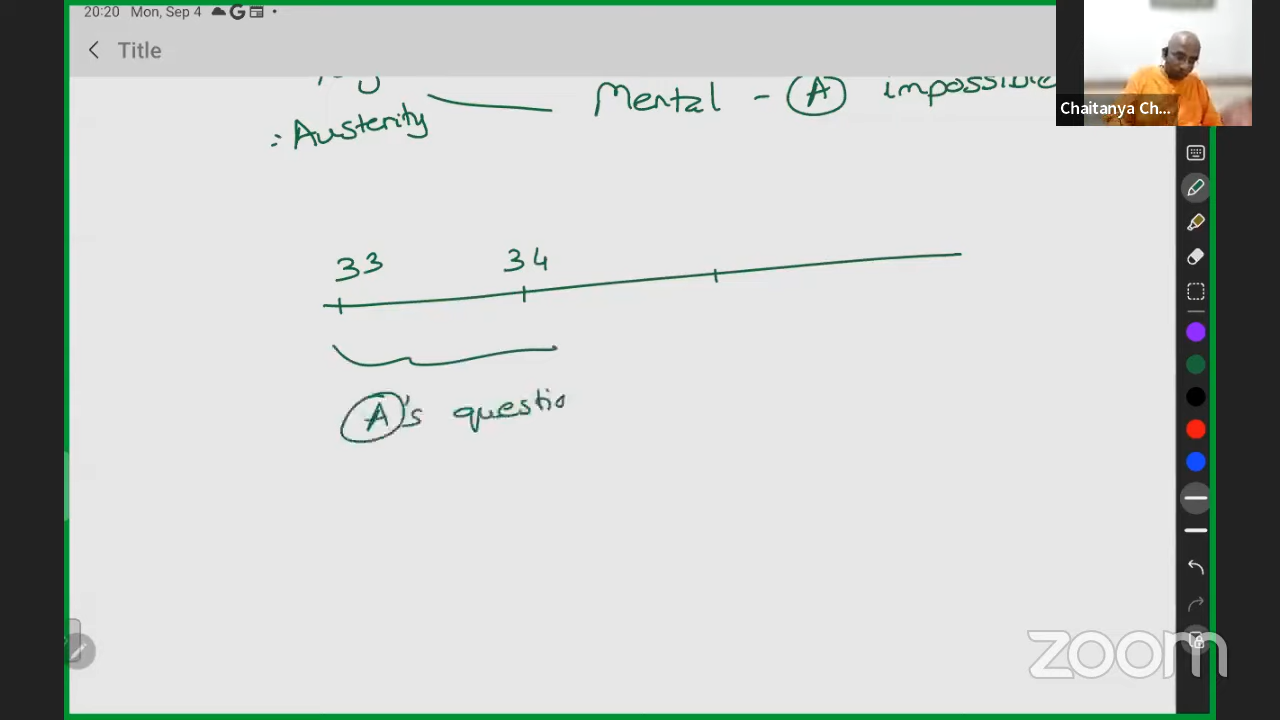 20:20 Mon, Sep 4
Title
Mental - A impossible
: Austerity
Chaitanya Ch...
33 34
A's questio
zoom